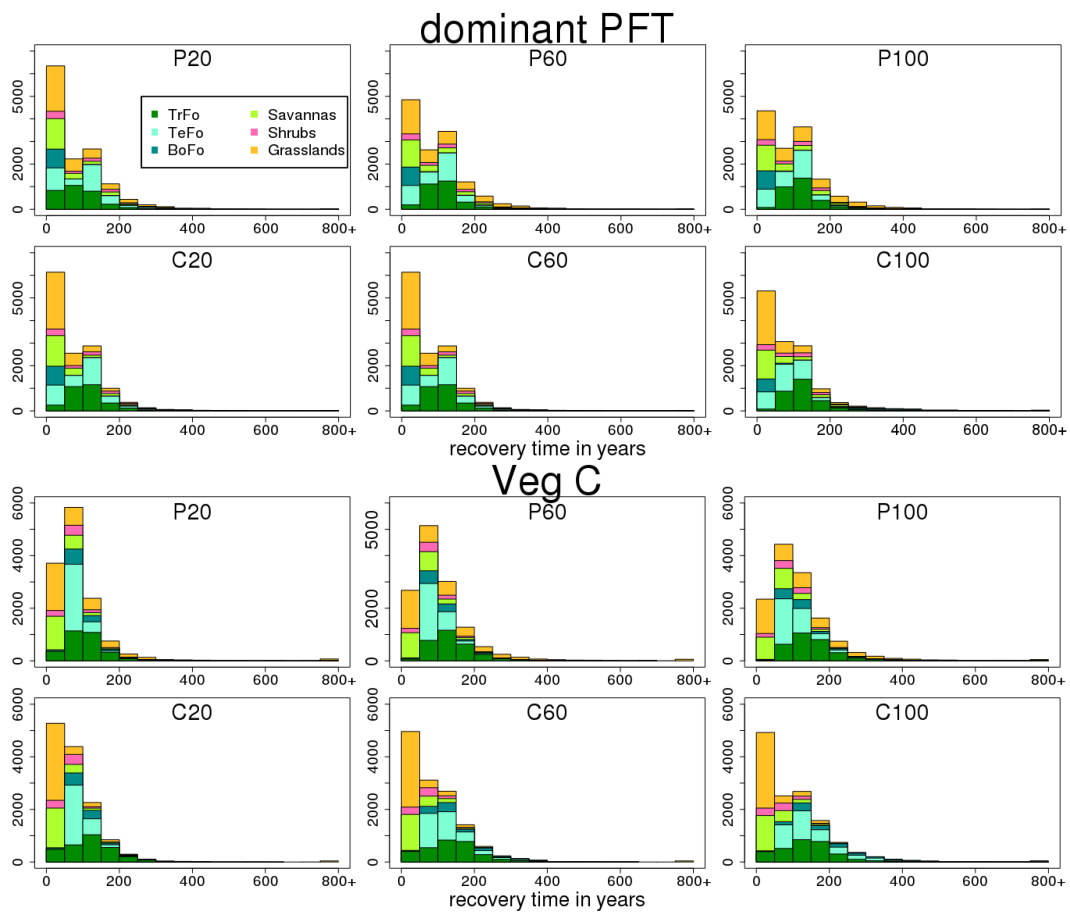 dominant PFT
P20 P60 P100
TrFo Savannas
TeFo Shrubs
BoFo Grasslands
0 2000 5000
0 2000 5000
0 2000 5000
0 200 400 600 800+
0 200 400 600 800+
0 200 400 600 800+
C20 C60 C100
0 2000 5000
0 2000 5000
0 2000 5000
0 200 400 600 800+
0 200 400 600 800+
0 200 400 600 800+
recovery time in years
Veg C
P20 P60 P100
0 2000 4000 6000
0 2000 5000
0 2000 4000 6000
0 200 400 600 800+
0 200 400 600 800+
0 200 400 600 800+
C20 C60 C100
0 2000 4000 6000
0 2000 4000 6000
0 2000 4000 6000
0 200 400 600 800+
0 200 400 600 800+
0 200 400 600 800+
recovery time in years